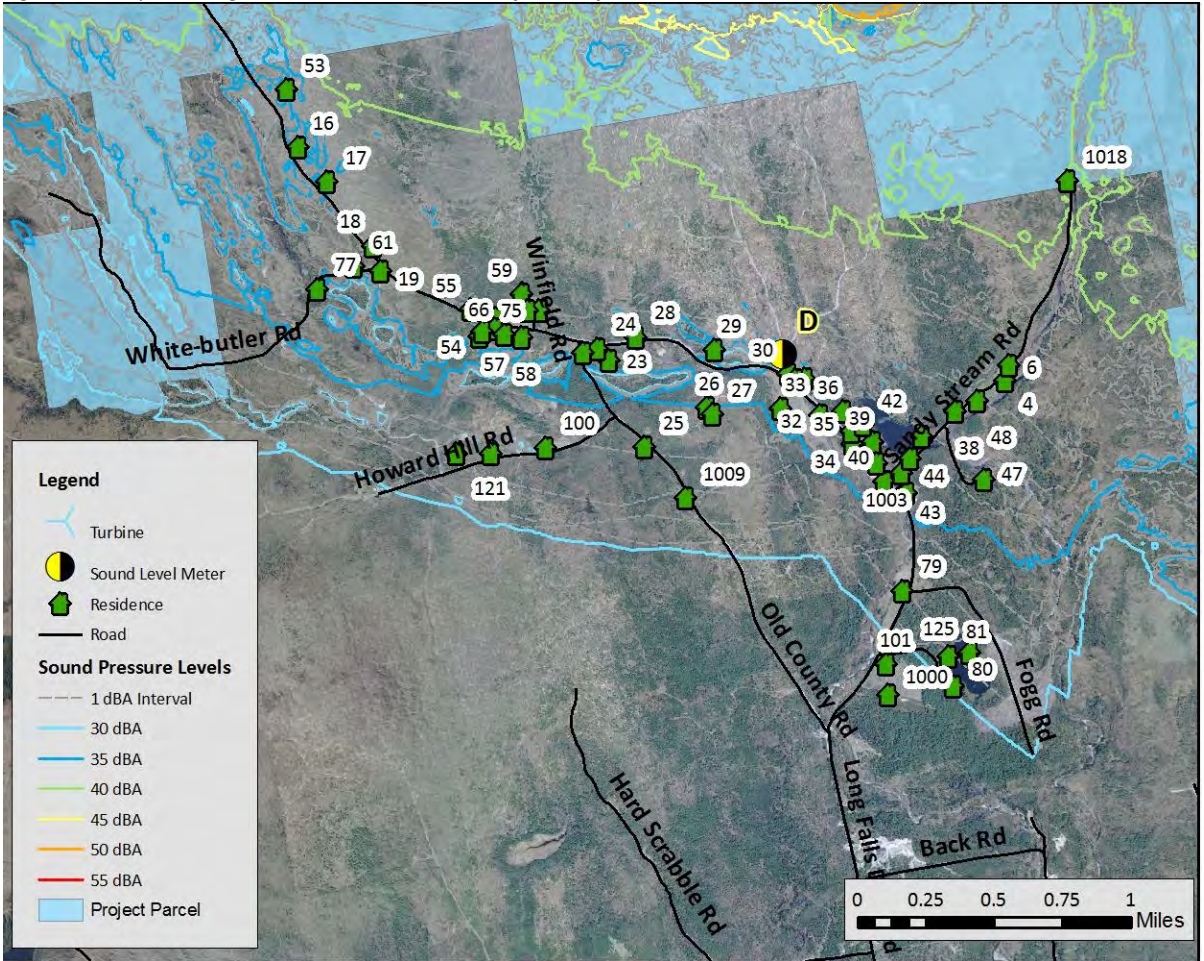 53
16
17
1018
18
61
77
19
59
55
66
75
Winfield Rd
White-butler Rd
54
57
58
24
28
29
23
D
30
Sandy Stream Rd
6
4
26
27
33
36
42
32
35
39
34
40
38
48
44
47
1003
43
100
25
Howard Hill Rd
121
1009
79
Old County Rd
101
125
81
80
1000
Fogg Rd
Hard Scrabble Rd
Long Falls
Back Rd
Legend
Turbine
Sound Level Meter
Residence
Road
Sound Pressure Levels
1 dBA Interval
30 dBA
35 dBA
40 dBA
45 dBA
50 dBA
55 dBA
Project Parcel
0 0.25 0.5 0.75 1
Miles